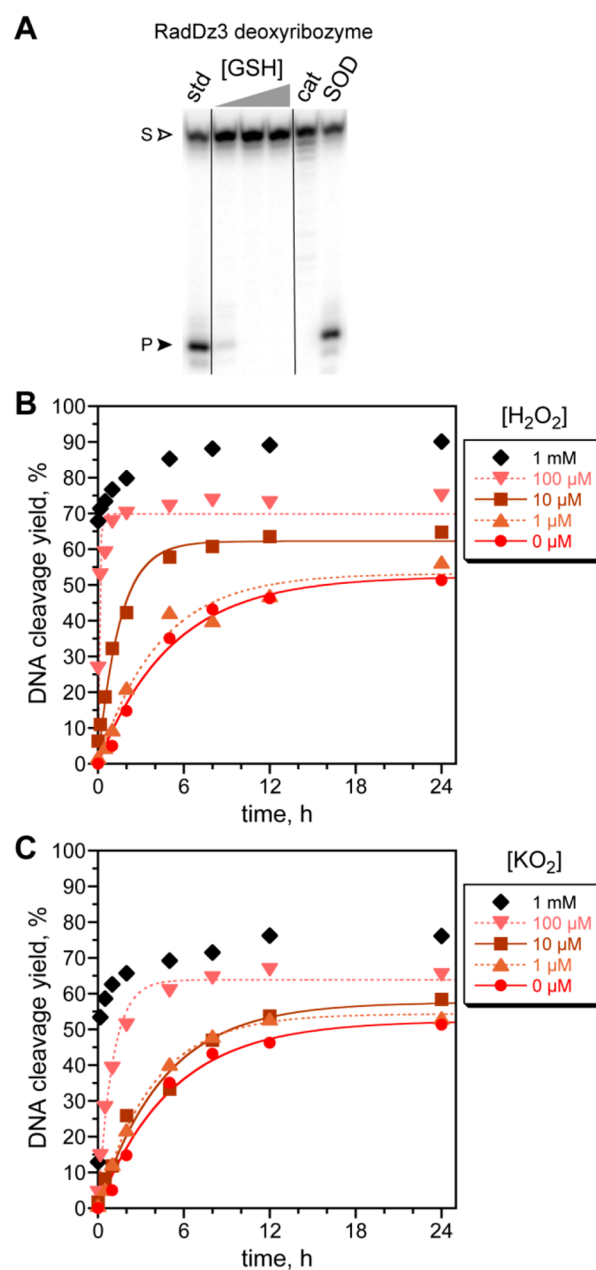 A
RadDz3 deoxyribozyme
std [GSH] cat SOD
S
P
B
DNA cleavage yield, %
100
90
80
70
60
50
40
30
20
10
0
0 6 12 18 24
time, h
[H₂O₂]
1 mM
100 µM
10 µM
1 µM
0 µM
C
DNA cleavage yield, %
100
90
80
70
60
50
40
30
20
10
0
0 6 12 18 24
time, h
[KO₂]
1 mM
100 µM
10 µM
1 µM
0 µM